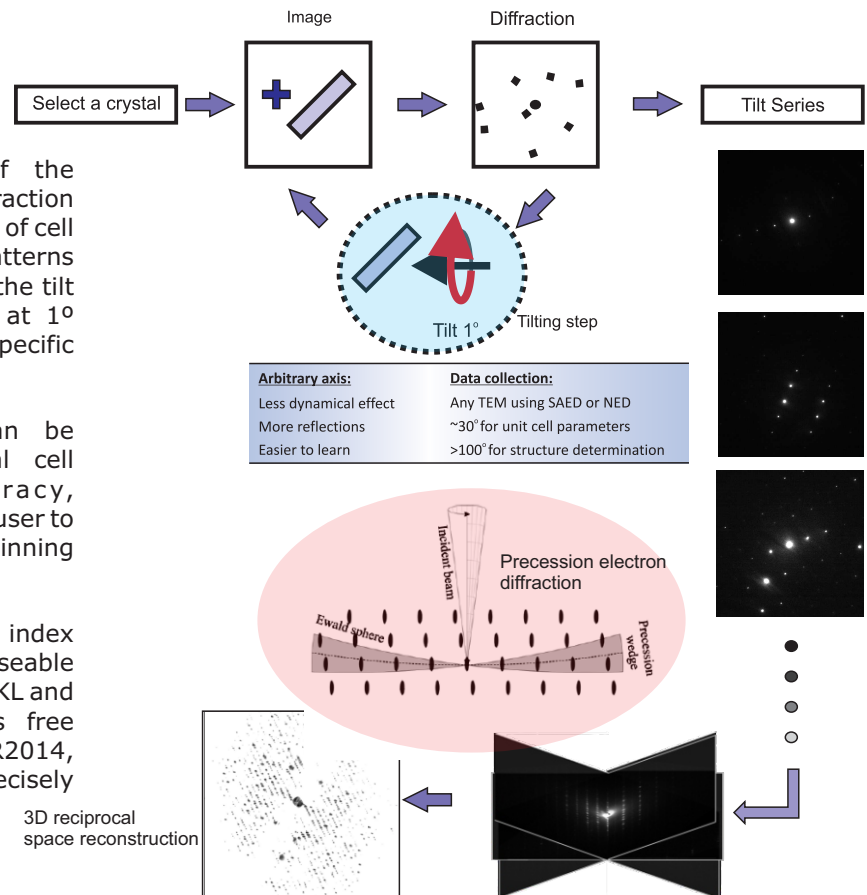 Image
Diffraction
Select a crystal
Tilt Series
f the
raction
of cell
atterns
the tilt
at 1º
pecific
Tilt 1°
Tilting step
Arbitrary axis:
Less dynamical effect
More reflections
Easier to learn
Data collection:
Any TEM using SAED or NED
~30° for unit cell parameters
>100° for structure determination
an be
al cell
racy,
user to
inning
Incident beam
Precession electron
diffraction
Ewald sphere
Precession
wedge
index
seable
KL and
s free
R2014,
ecisely
3D reciprocal
space reconstruction